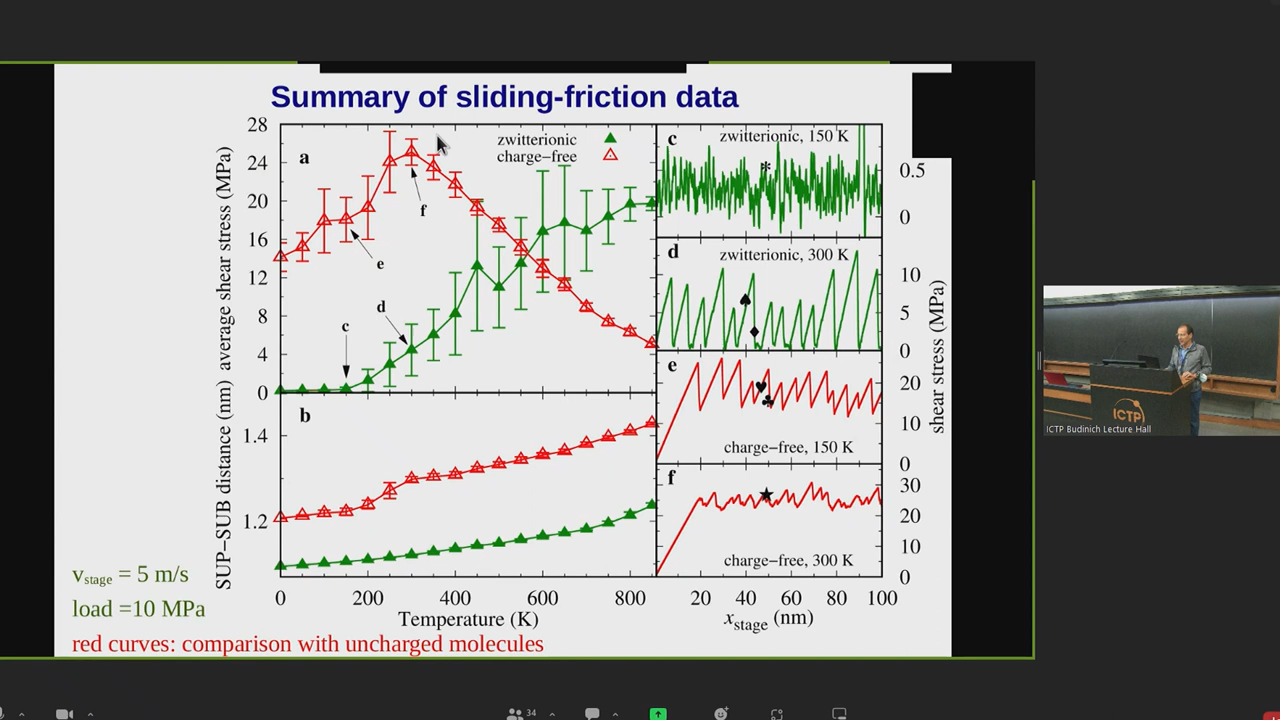 Summary of sliding-friction data
28
24
20
16
12
8
4
0
average shear stress (MPa)
a
zwitterionic
charge-free
f
e
d
c
1.4
1.2
SUP-SUB distance (nm)
b
0 200 400 600 800
Temperature (K)
c
zwitterionic, 150 K
*
0.5
0
d
zwitterionic, 300 K
10
5
0
e
charge-free, 150 K
20
10
0
f
charge-free, 300 K
30
20
10
0
shear stress (MPa)
20 40 60 80 100
xstage (nm)
vstage = 5 m/s
load =10 MPa
red curves: comparison with uncharged molecules
ICTP
ICTP Budinich Lecture Hall
34